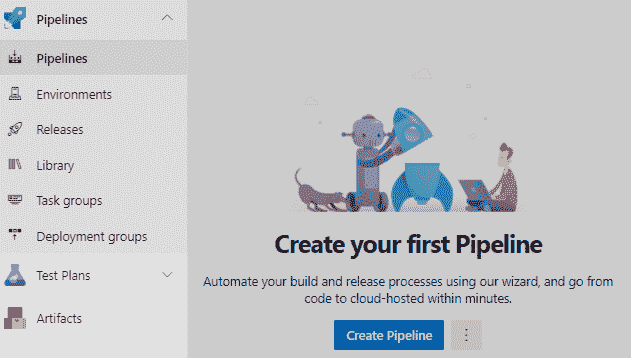 Pipelines
Pipelines
Environments
Releases
Library
Task groups
Deployment groups
Test Plans
Artifacts
Create your first Pipeline
Automate your build and release processes using our wizard, and go from
code to cloud-hosted within minutes.
Create Pipeline